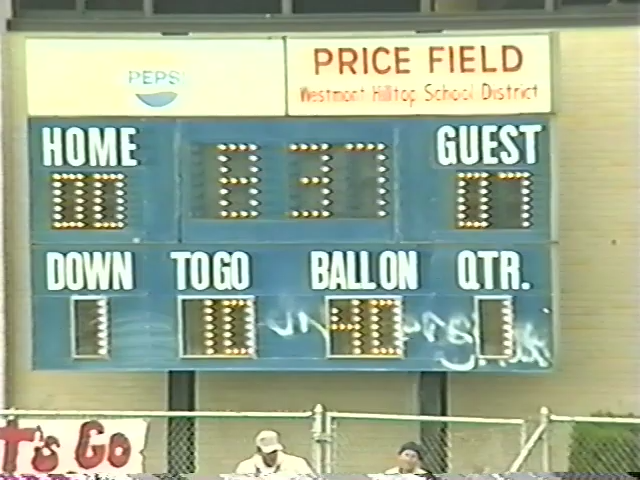 PEPSI
PRICE FIELD
Westmont Hilltop School District
HOME 8 37 GUEST
00 07
DOWN TO GO BALL ON QTR.
1 10 40 1
T's Go